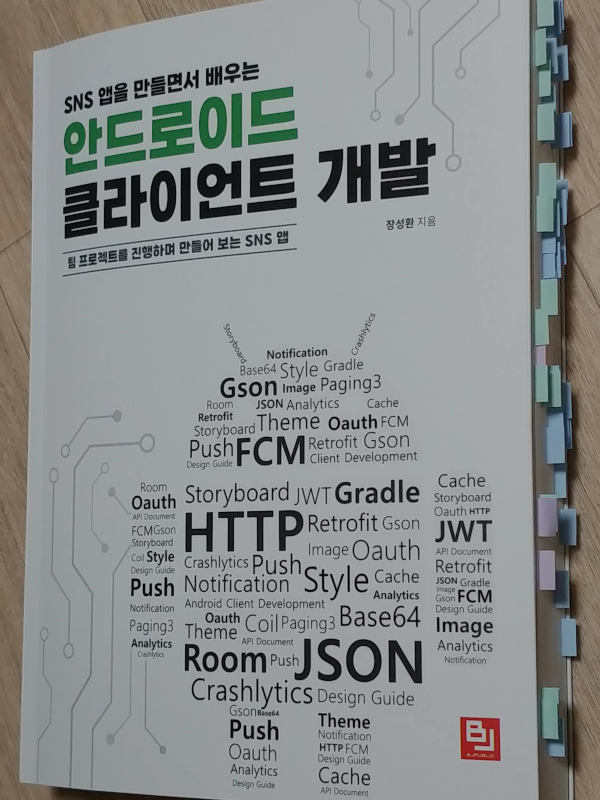 SNS 앱을 만들면서 배우는
안드로이드
클라이언트 개발
장성환 지음
팀 프로젝트를 진행하며 만들어 보는 SNS 앱
Storyboard
Crashlytics
Notification
Base64 Style Gradle
Gson Image Paging3
Room JSON Analytics Cache
Retrofit
Storyboard Theme Oauth FCM
Push FCM Retrofit Gson
Design Guide Client Development
Room
Oauth
API Document
FCM Gson
Storyboard
Coil Style
Design Guide
Push
Notification
Paging3
Analytics
Crashlytics
Storyboard JWT Gradle
HTTP Retrofit Gson
Image Oauth
Crashlytics Push
Notification Style Cache
Analytics
Android Client Development
Oauth Coil Paging3 Base64
Theme API Document
Room Push JSON
Crashlytics Design Guide
Cache
Storyboard
Oauth HTTP
JWT
API Document
Retrofit
JSON Gradle
Image
Gson FCM
Design Guide
Image
Analytics
Notification
Gson Base64
Push
Oauth
Analytics
Design Guide
Theme
Notification
HTTP FCM
Design Guide
Cache
API Document
BJ
BJPUBLIC